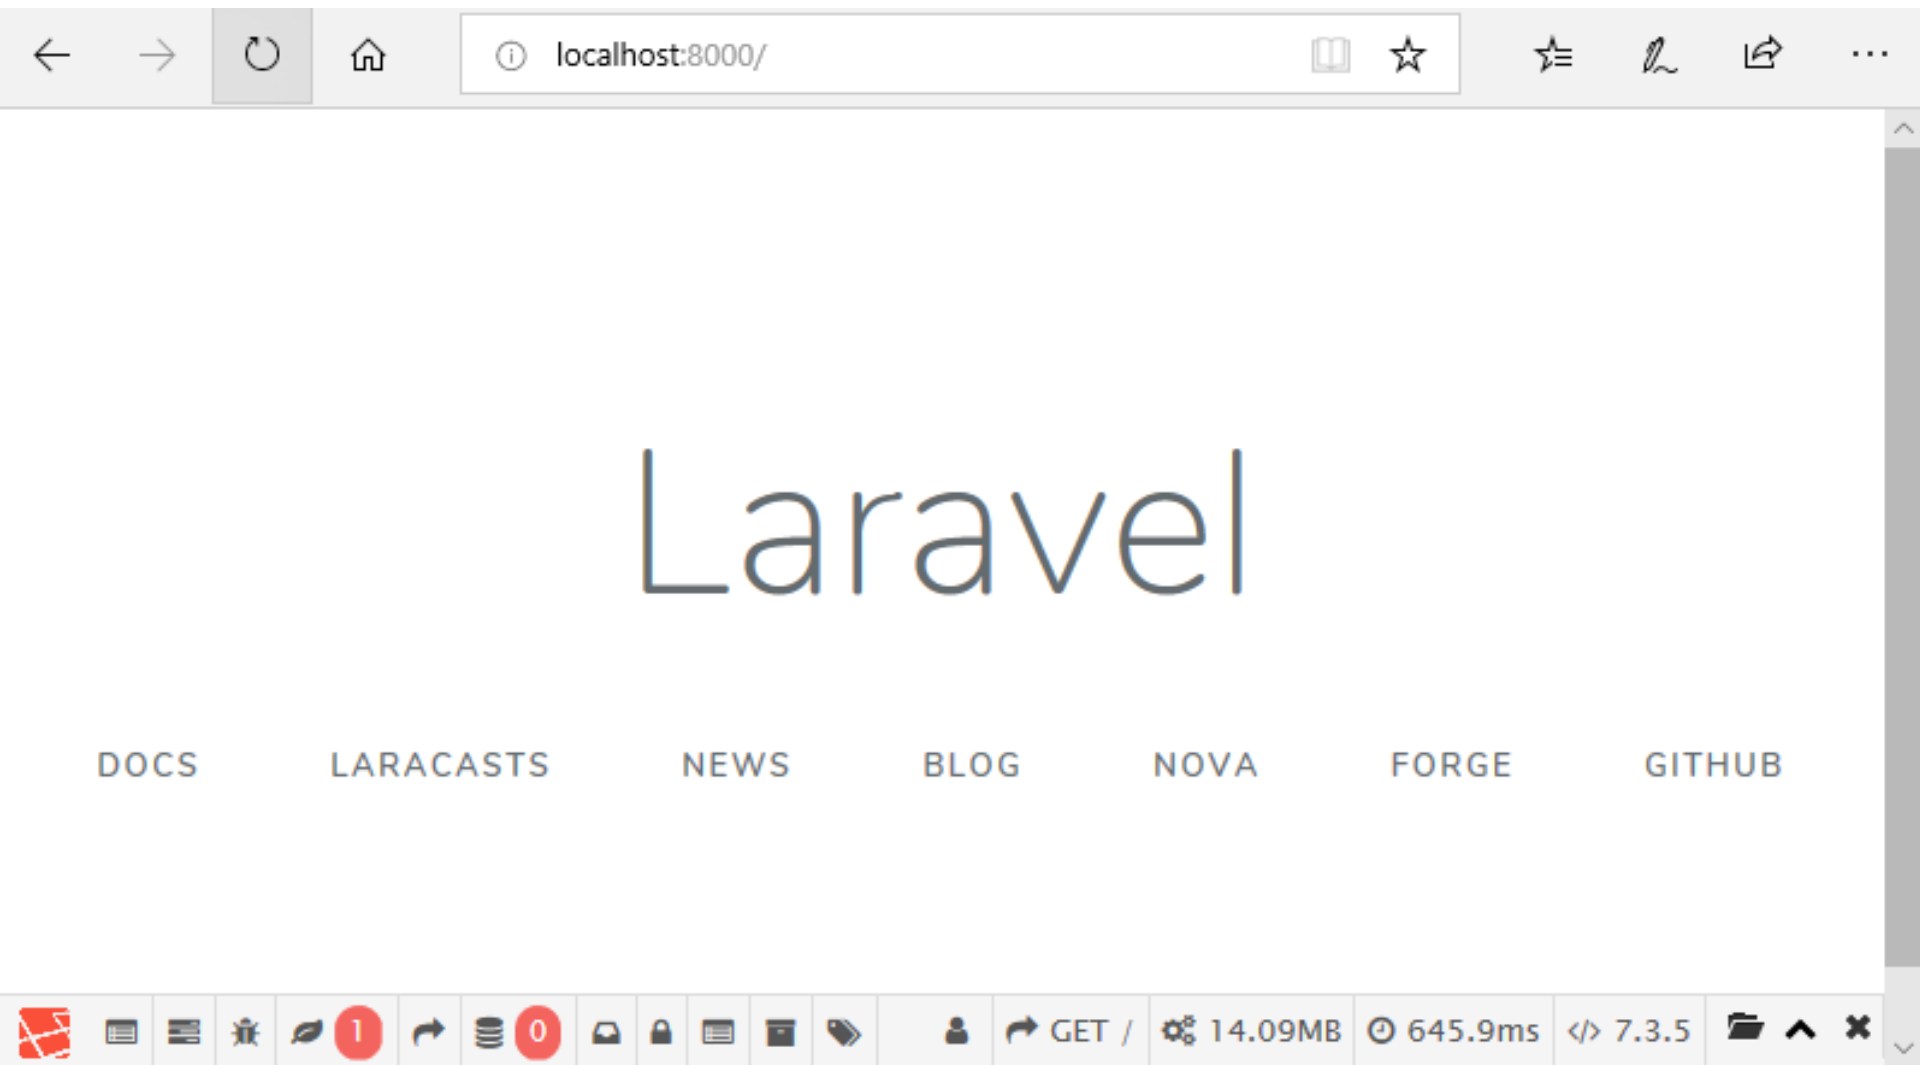 localhost:8000/
Laravel
DOCS LARACASTS NEWS BLOG NOVA FORGE GITHUB
1 0 GET / 14.09MB 645.9ms </> 7.3.5